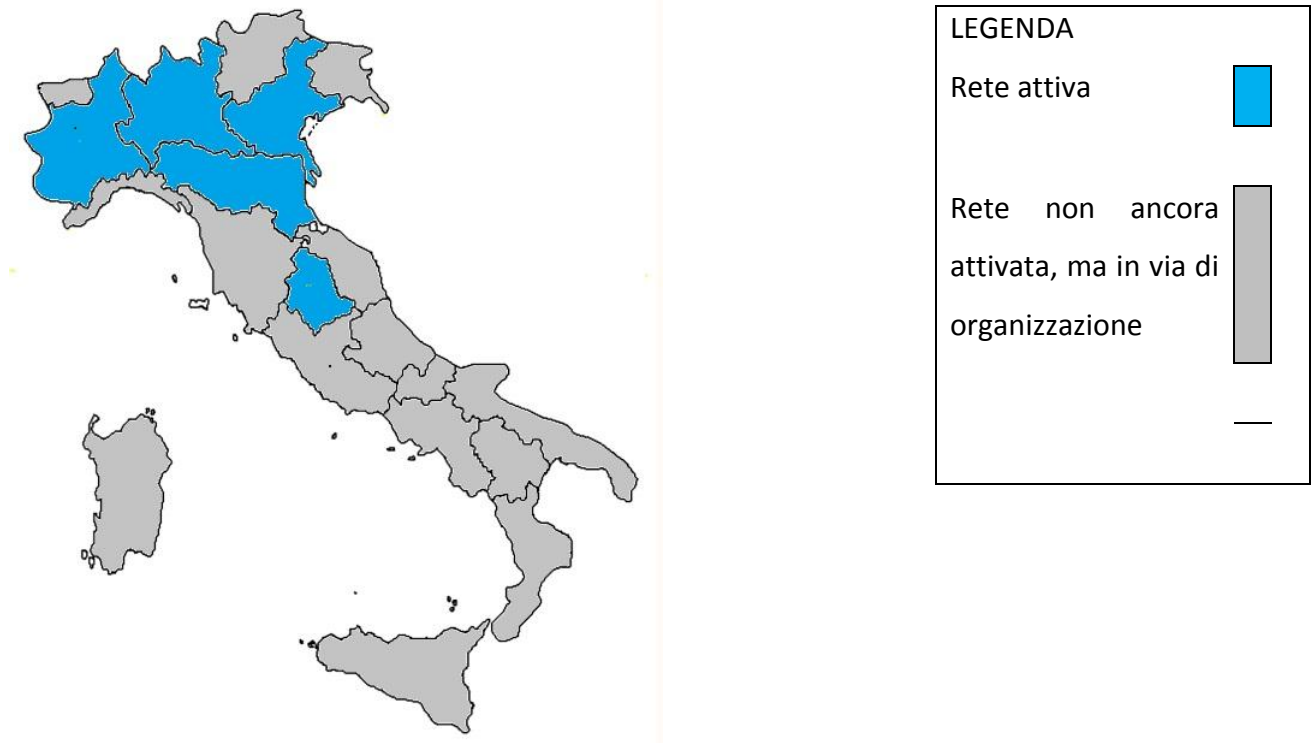 LEGENDA
Rete attiva
Rete non ancora
attivata, ma in via di
organizzazione